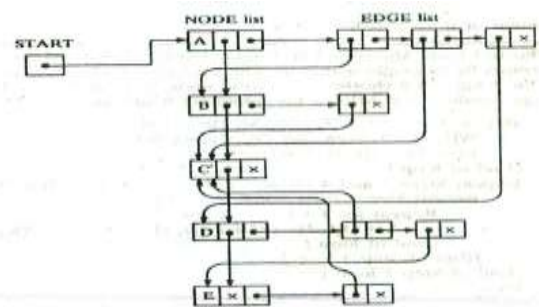 NODE list EDGE list
START
A ×
B ×
C ×
D ×
E × ×